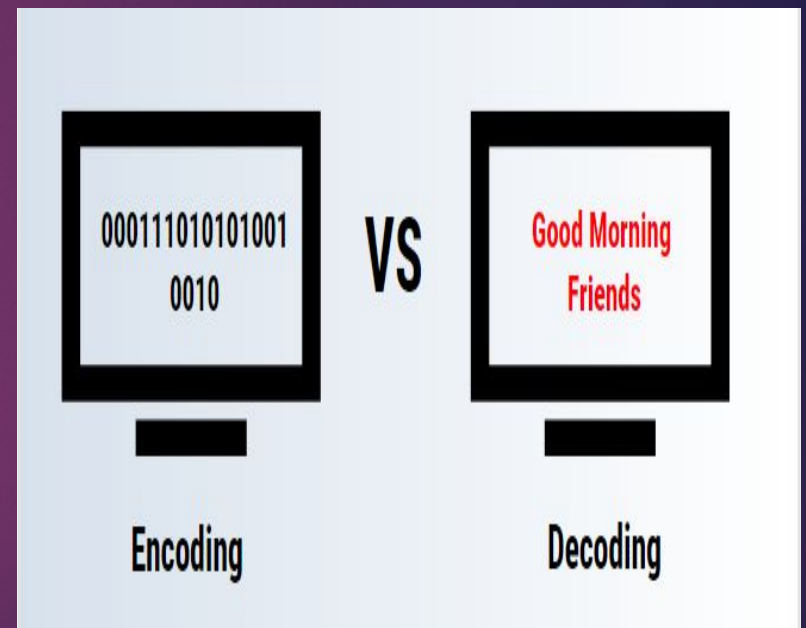 000111010101001
0010
VS
Good Morning
Friends
Encoding
Decoding